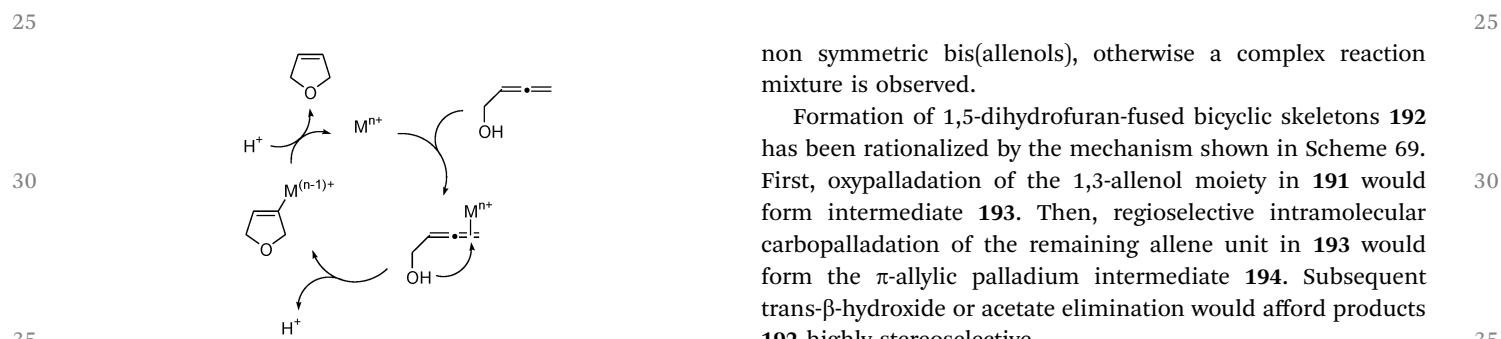 25
O
H+
Mn+
OH
M(n-1)+
O
30
Mn+
OH
H+
35
non symmetric bis(allenols), otherwise a complex reaction
mixture is observed.
Formation of 1,5-dihydrofuran-fused bicyclic skeletons 192
has been rationalized by the mechanism shown in Scheme 69.
First, oxypalladation of the 1,3-allenol moiety in 191 would
form intermediate 193. Then, regioselective intramolecular
carbopalladation of the remaining allene unit in 193 would
form the π-allylic palladium intermediate 194. Subsequent
trans-β-hydroxide or acetate elimination would afford products
192 highly stereoselective.
25
30
35